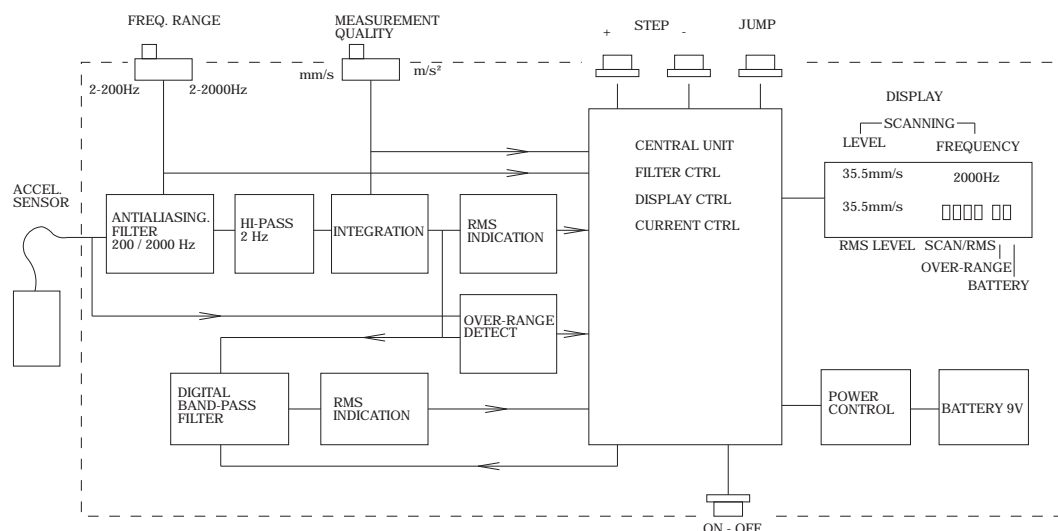 FREQ. RANGE
MEASUREMENT
QUALITY
+ STEP -
JUMP
mm/s
m/s²
2-200Hz
2-2000Hz
DISPLAY
SCANNING
LEVEL
FREQUENCY
CENTRAL UNIT
FILTER CTRL
DISPLAY CTRL
CURRENT CTRL
35.5mm/s
2000Hz
35.5mm/s
RMS LEVEL
SCAN/RMS
OVER-RANGE
BATTERY
ACCEL.
SENSOR
ANTIALIASING.
FILTER
200 / 2000 Hz
HI-PASS
2 Hz
INTEGRATION
RMS
INDICATION
OVER-RANGE
DETECT
DIGITAL
BAND-PASS
FILTER
RMS
INDICATION
POWER
CONTROL
BATTERY 9V
ON - OFF